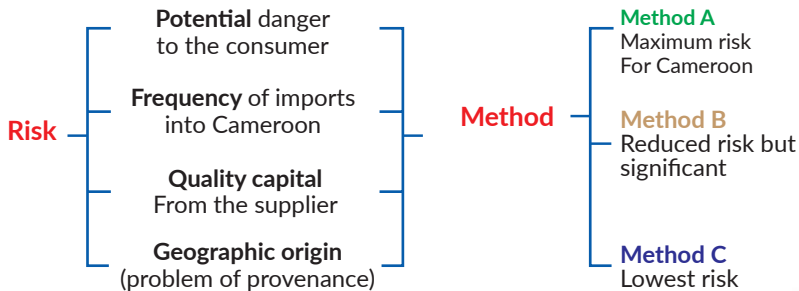 Risk
Potential danger
to the consumer
Frequency of imports
into Cameroon
Quality capital
From the supplier
Geographic origin
(problem of provenance)
Method
Method A
Maximum risk
For Cameroon
Method B
Reduced risk but
significant
Method C
Lowest risk